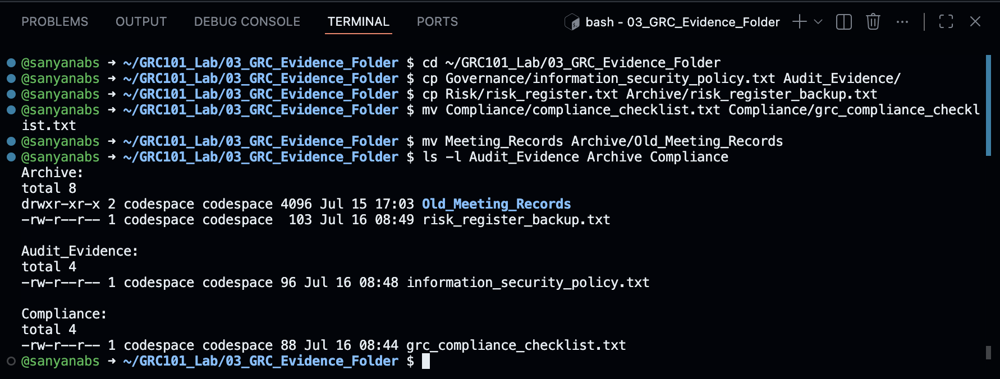 PROBLEMS OUTPUT DEBUG CONSOLE TERMINAL PORTS bash - 03_GRC_Evidence_Folder
@sanyanabs → ~/GRC101_Lab/03_GRC_Evidence_Folder $ cd ~/GRC101_Lab/03_GRC_Evidence_Folder
@sanyanabs → ~/GRC101_Lab/03_GRC_Evidence_Folder $ cp Governance/information_security_policy.txt Audit_Evidence/
@sanyanabs → ~/GRC101_Lab/03_GRC_Evidence_Folder $ cp Risk/risk_register.txt Archive/risk_register_backup.txt
@sanyanabs → ~/GRC101_Lab/03_GRC_Evidence_Folder $ mv Compliance/compliance_checklist.txt Compliance/grc_compliance_checkl
ist.txt
@sanyanabs → ~/GRC101_Lab/03_GRC_Evidence_Folder $ mv Meeting_Records Archive/Old_Meeting_Records
@sanyanabs → ~/GRC101_Lab/03_GRC_Evidence_Folder $ ls -l Audit_Evidence Archive Compliance
Archive:
total 8
drwxr-xr-x 2 codespace codespace 4096 Jul 15 17:03 Old_Meeting_Records
-rw-r--r-- 1 codespace codespace  103 Jul 16 08:49 risk_register_backup.txt

Audit_Evidence:
total 4
-rw-r--r-- 1 codespace codespace 96 Jul 16 08:48 information_security_policy.txt

Compliance:
total 4
-rw-r--r-- 1 codespace codespace 88 Jul 16 08:44 grc_compliance_checklist.txt
@sanyanabs → ~/GRC101_Lab/03_GRC_Evidence_Folder $